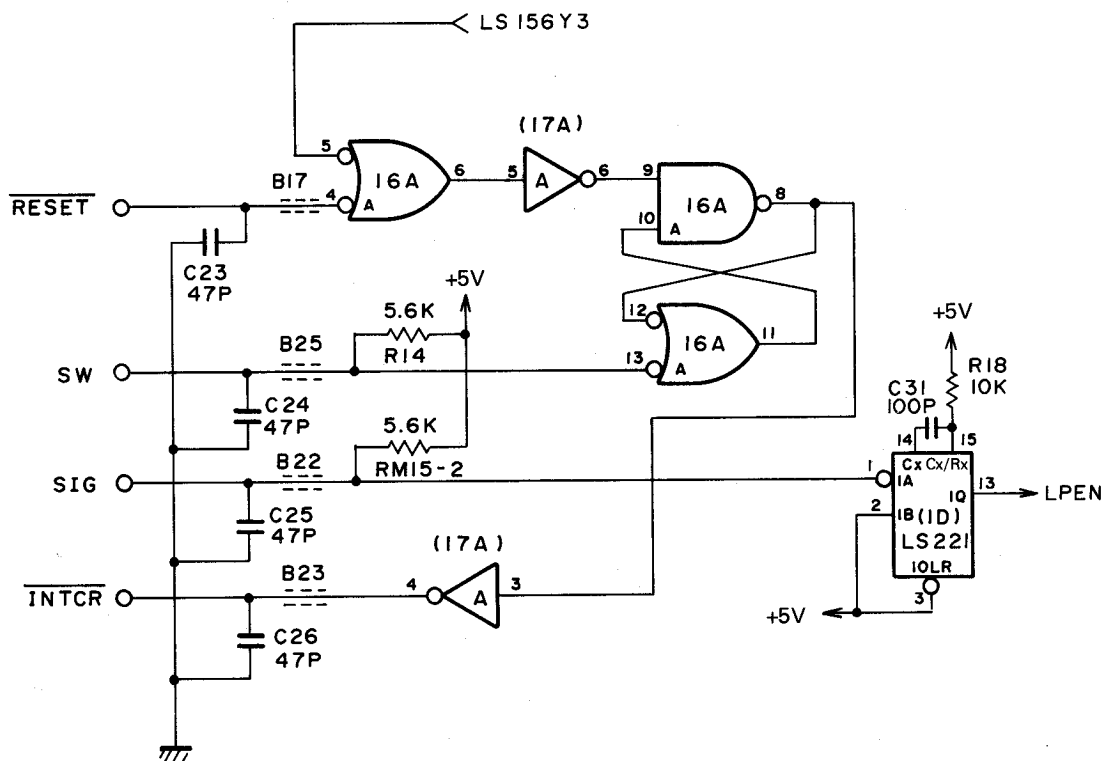 LS156Y3
(17A)
5
16A
6
5
A
6
9
8
B17
4
A
16A
RESET
10
A
C23
47P
+5V
12
5.6K
11
+5V
B25
R14
16A
13
A
SW
R18
10K
C31
100P
C24
47P
5.6K
14
15
B22
RM15-2
1
Cx
Cx/Rx
1A
SIG
13
LPEN
1Q
2
1B
(1D)
C25
47P
(17A)
LS221
B23
4
A
3
1OLR
INTCR
3
+5V
C26
47P